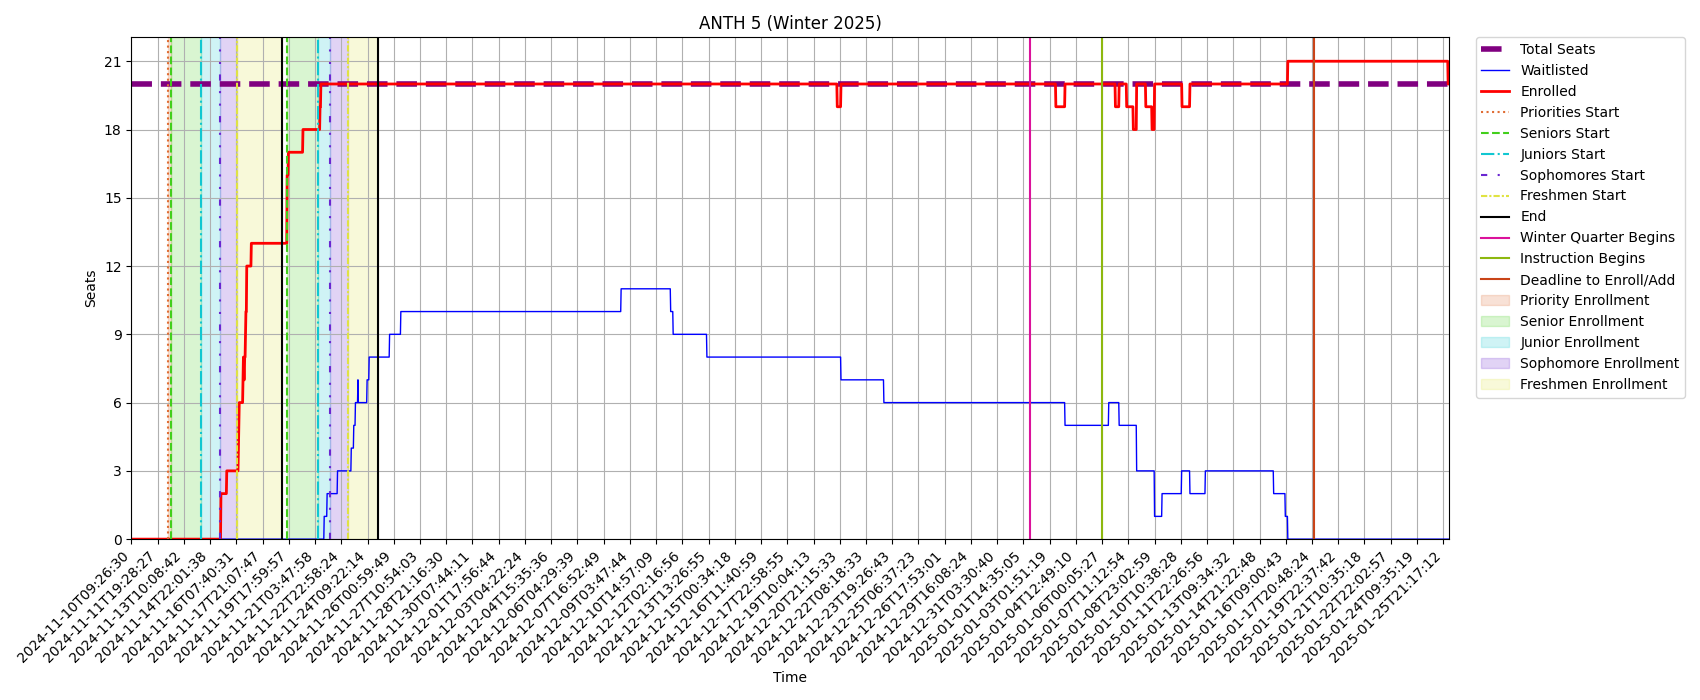 ANTH 5 (Winter 2025)
Seats
21
18
15
12
9
6
3
0
2024-11-10T09:26:30
2024-11-11T19:28:27
2024-11-13T10:08:42
2024-11-14T22:01:38
2024-11-16T07:40:31
2024-11-17T21:07:47
2024-11-19T17:59:57
2024-11-21T03:47:58
2024-11-22T22:58:24
2024-11-24T09:22:14
2024-11-26T00:59:49
2024-11-27T10:54:03
2024-11-28T21:16:30
2024-11-30T07:44:11
2024-12-01T17:56:44
2024-12-03T04:22:24
2024-12-04T15:35:36
2024-12-06T04:29:39
2024-12-07T16:52:49
2024-12-09T03:47:44
2024-12-10T14:57:09
2024-12-12T02:16:56
2024-12-13T13:26:55
2024-12-15T00:34:18
2024-12-16T11:40:59
2024-12-17T22:58:55
2024-12-19T10:04:13
2024-12-20T21:15:33
2024-12-22T08:18:33
2024-12-23T19:26:43
2024-12-25T06:37:23
2024-12-26T17:53:01
2024-12-29T16:08:24
2024-12-31T03:30:40
2025-01-01T14:35:05
2025-01-03T01:51:19
2025-01-04T12:49:10
2025-01-06T00:05:27
2025-01-07T11:12:54
2025-01-08T23:02:59
2025-01-10T10:38:28
2025-01-11T22:26:56
2025-01-13T09:34:32
2025-01-14T21:22:48
2025-01-16T09:00:43
2025-01-17T20:48:24
2025-01-19T22:37:42
2025-01-21T10:35:18
2025-01-22T22:02:57
2025-01-24T09:35:19
2025-01-25T21:17:12
Time
Total Seats
Waitlisted
Enrolled
Priorities Start
Seniors Start
Juniors Start
Sophomores Start
Freshmen Start
End
Winter Quarter Begins
Instruction Begins
Deadline to Enroll/Add
Priority Enrollment
Senior Enrollment
Junior Enrollment
Sophomore Enrollment
Freshmen Enrollment